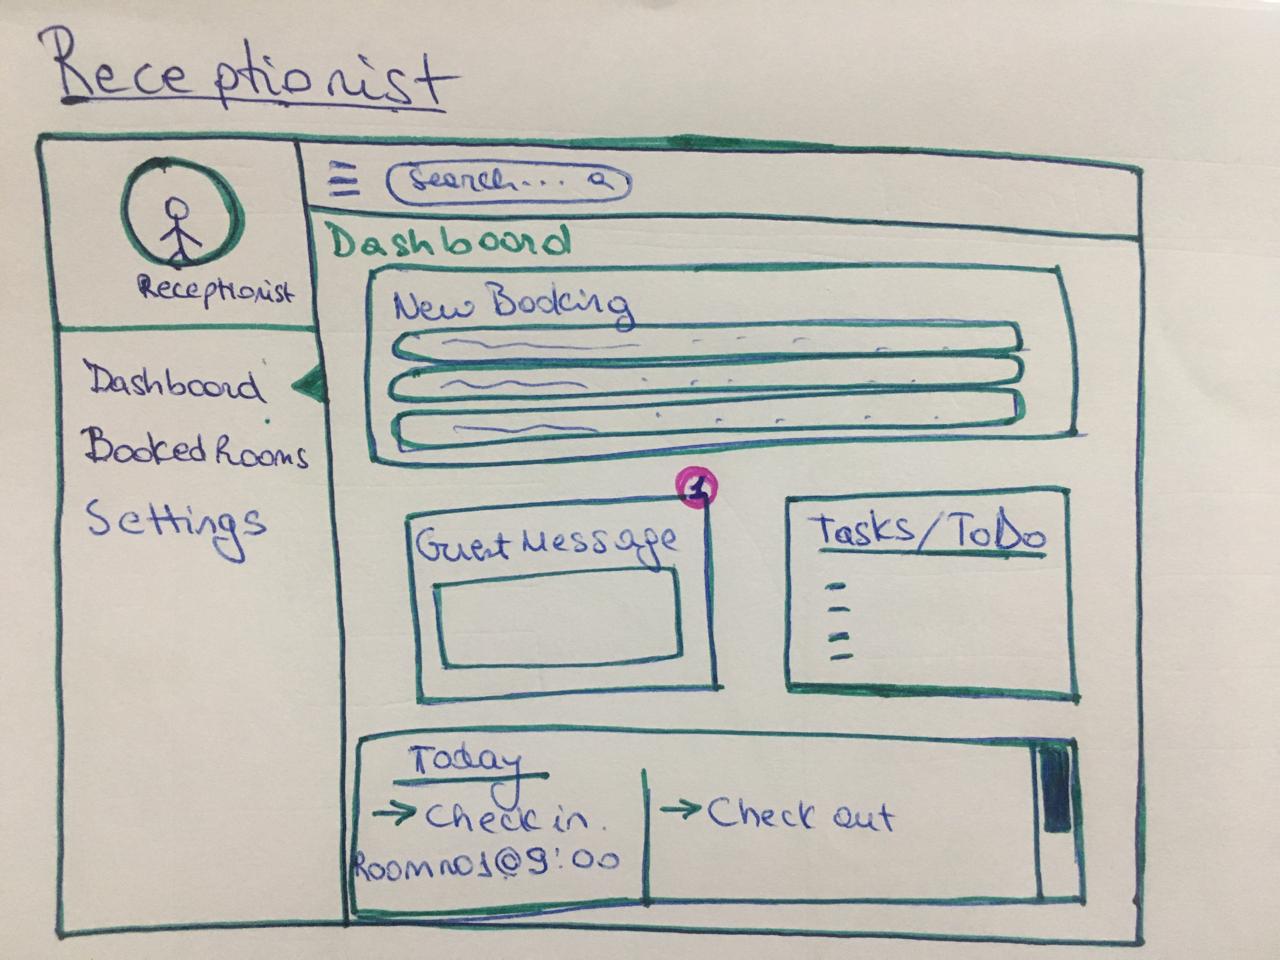 Receptionist
Search...
Receptionist
Dashboard
Booked Rooms
Settings
Dashboard
New Booking
1
Guest Message
Tasks/ToDo
Today
→ Check in.
Room no1@9:00
→ Check out